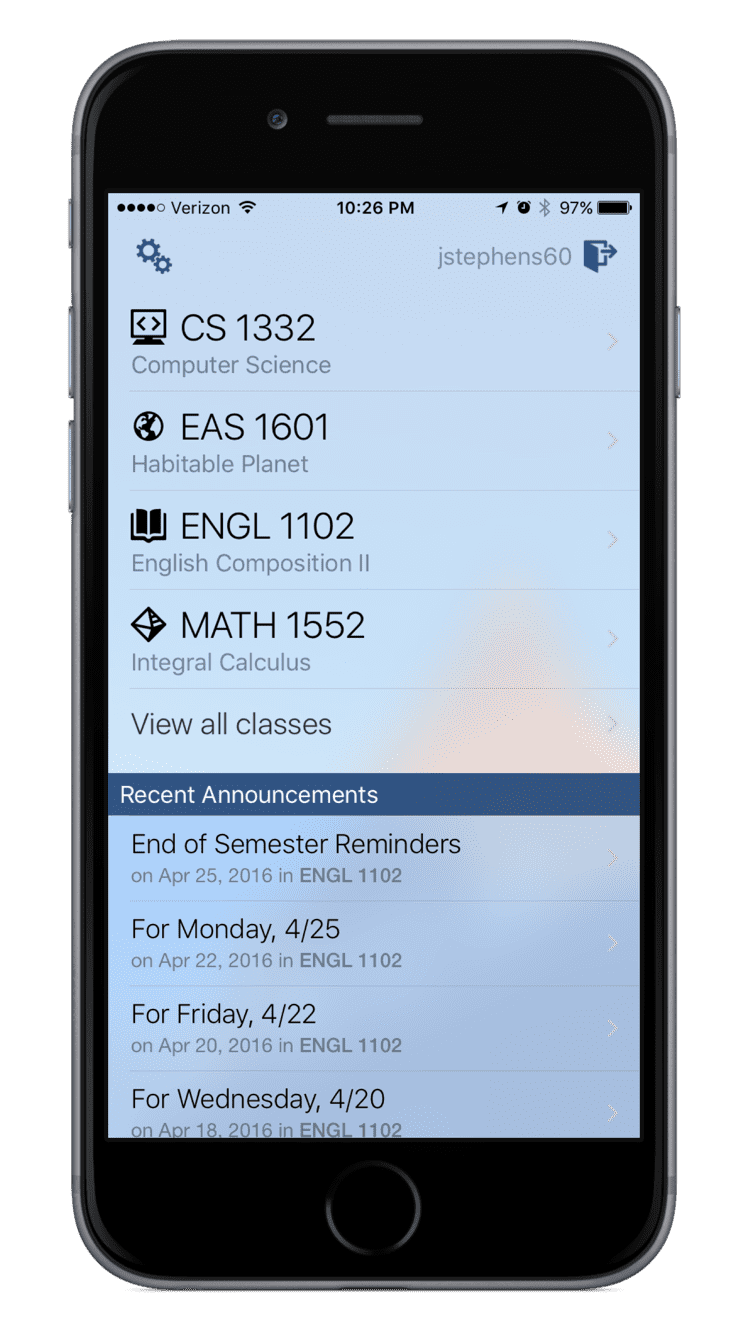 Verizon 10:26 PM 97%
jstephens60
CS 1332
Computer Science
EAS 1601
Habitable Planet
ENGL 1102
English Composition II
MATH 1552
Integral Calculus
View all classes
Recent Announcements
End of Semester Reminders
on Apr 25, 2016 in ENGL 1102
For Monday, 4/25
on Apr 22, 2016 in ENGL 1102
For Friday, 4/22
on Apr 20, 2016 in ENGL 1102
For Wednesday, 4/20
on Apr 18, 2016 in ENGL 1102